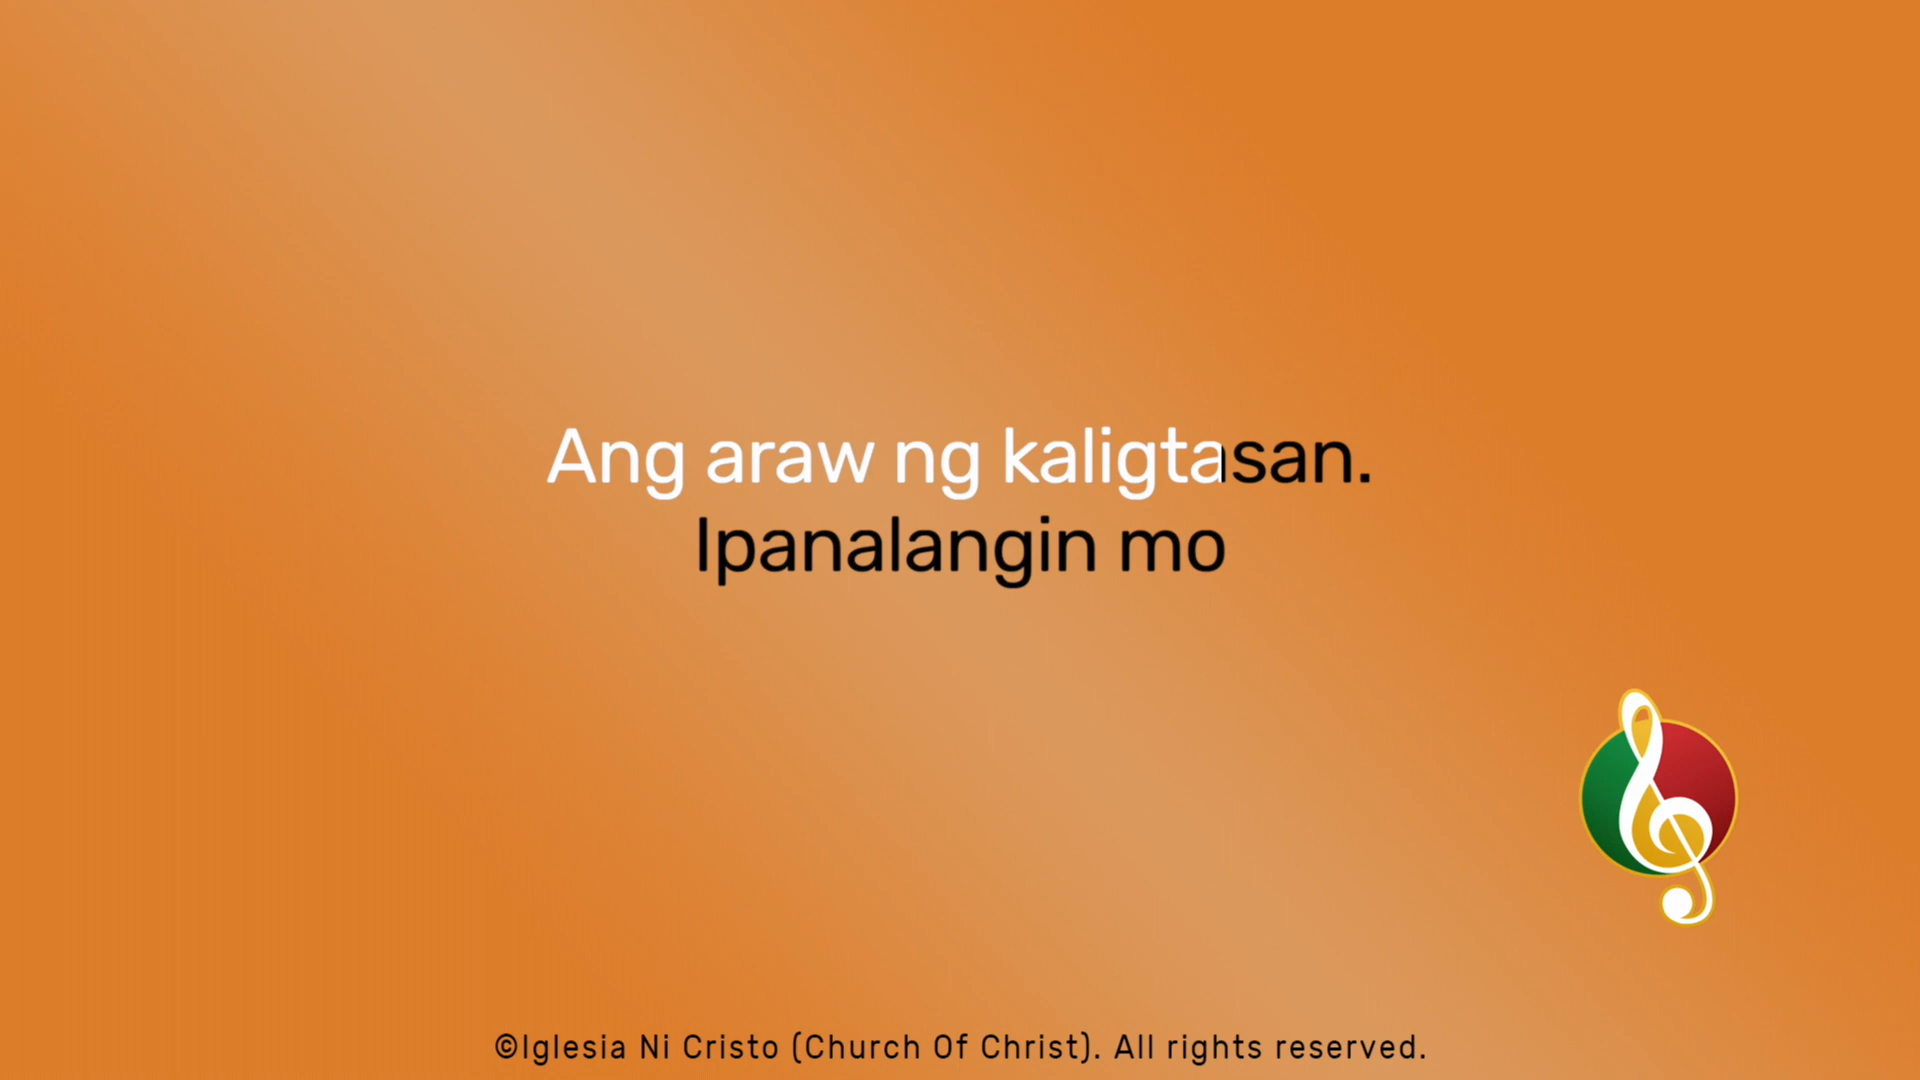 Ang araw ng kaligtasan.
Ipanalangin mo
©Iglesia Ni Cristo (Church Of Christ). All rights reserved.